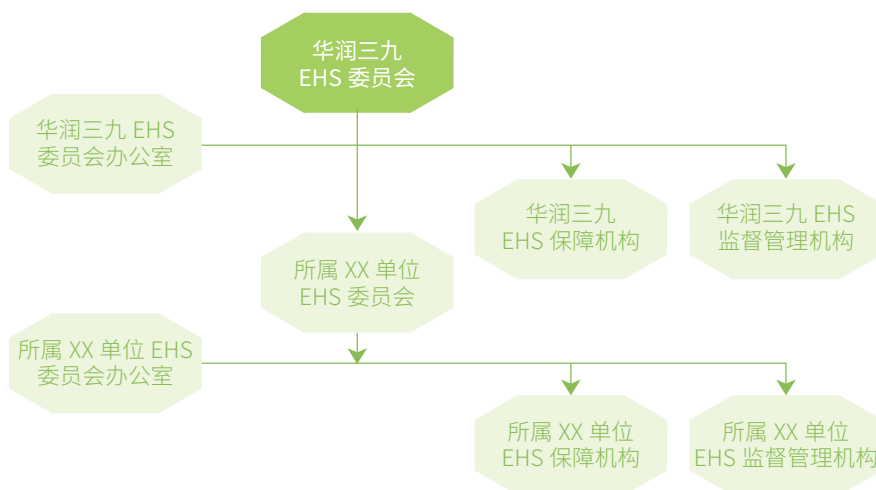 华润三九
EHS 委员会
华润三九 EHS
委员会办公室
华润三九
EHS 保障机构
华润三九 EHS
监督管理机构
所属 XX 单位
EHS 委员会
所属 XX 单位 EHS
委员会办公室
所属 XX 单位
EHS 保障机构
所属 XX 单位
EHS 监督管理机构